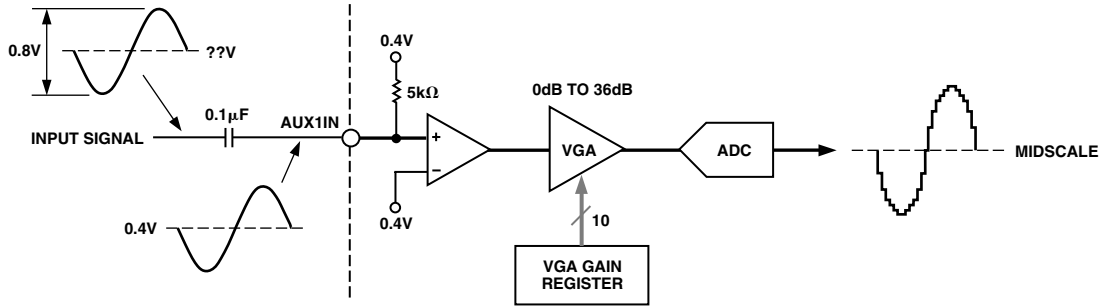 0.8V
??V
0.1μF
INPUT SIGNAL
AUX1IN
0.4V
0.4V
5kΩ
+
−
0.4V
0dB TO 36dB
VGA
10
VGA GAIN
REGISTER
ADC
MIDSCALE